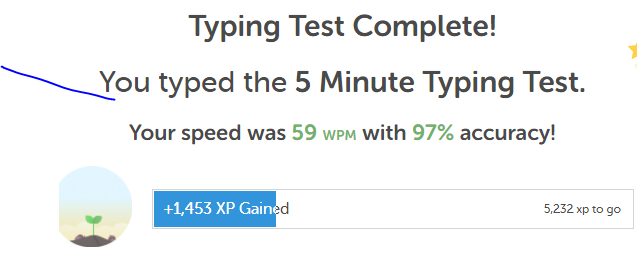 Typing Test Complete!
You typed the 5 Minute Typing Test.
Your speed was 59 WPM with 97% accuracy!
+1,453 XP Gained 5,232 xp to go